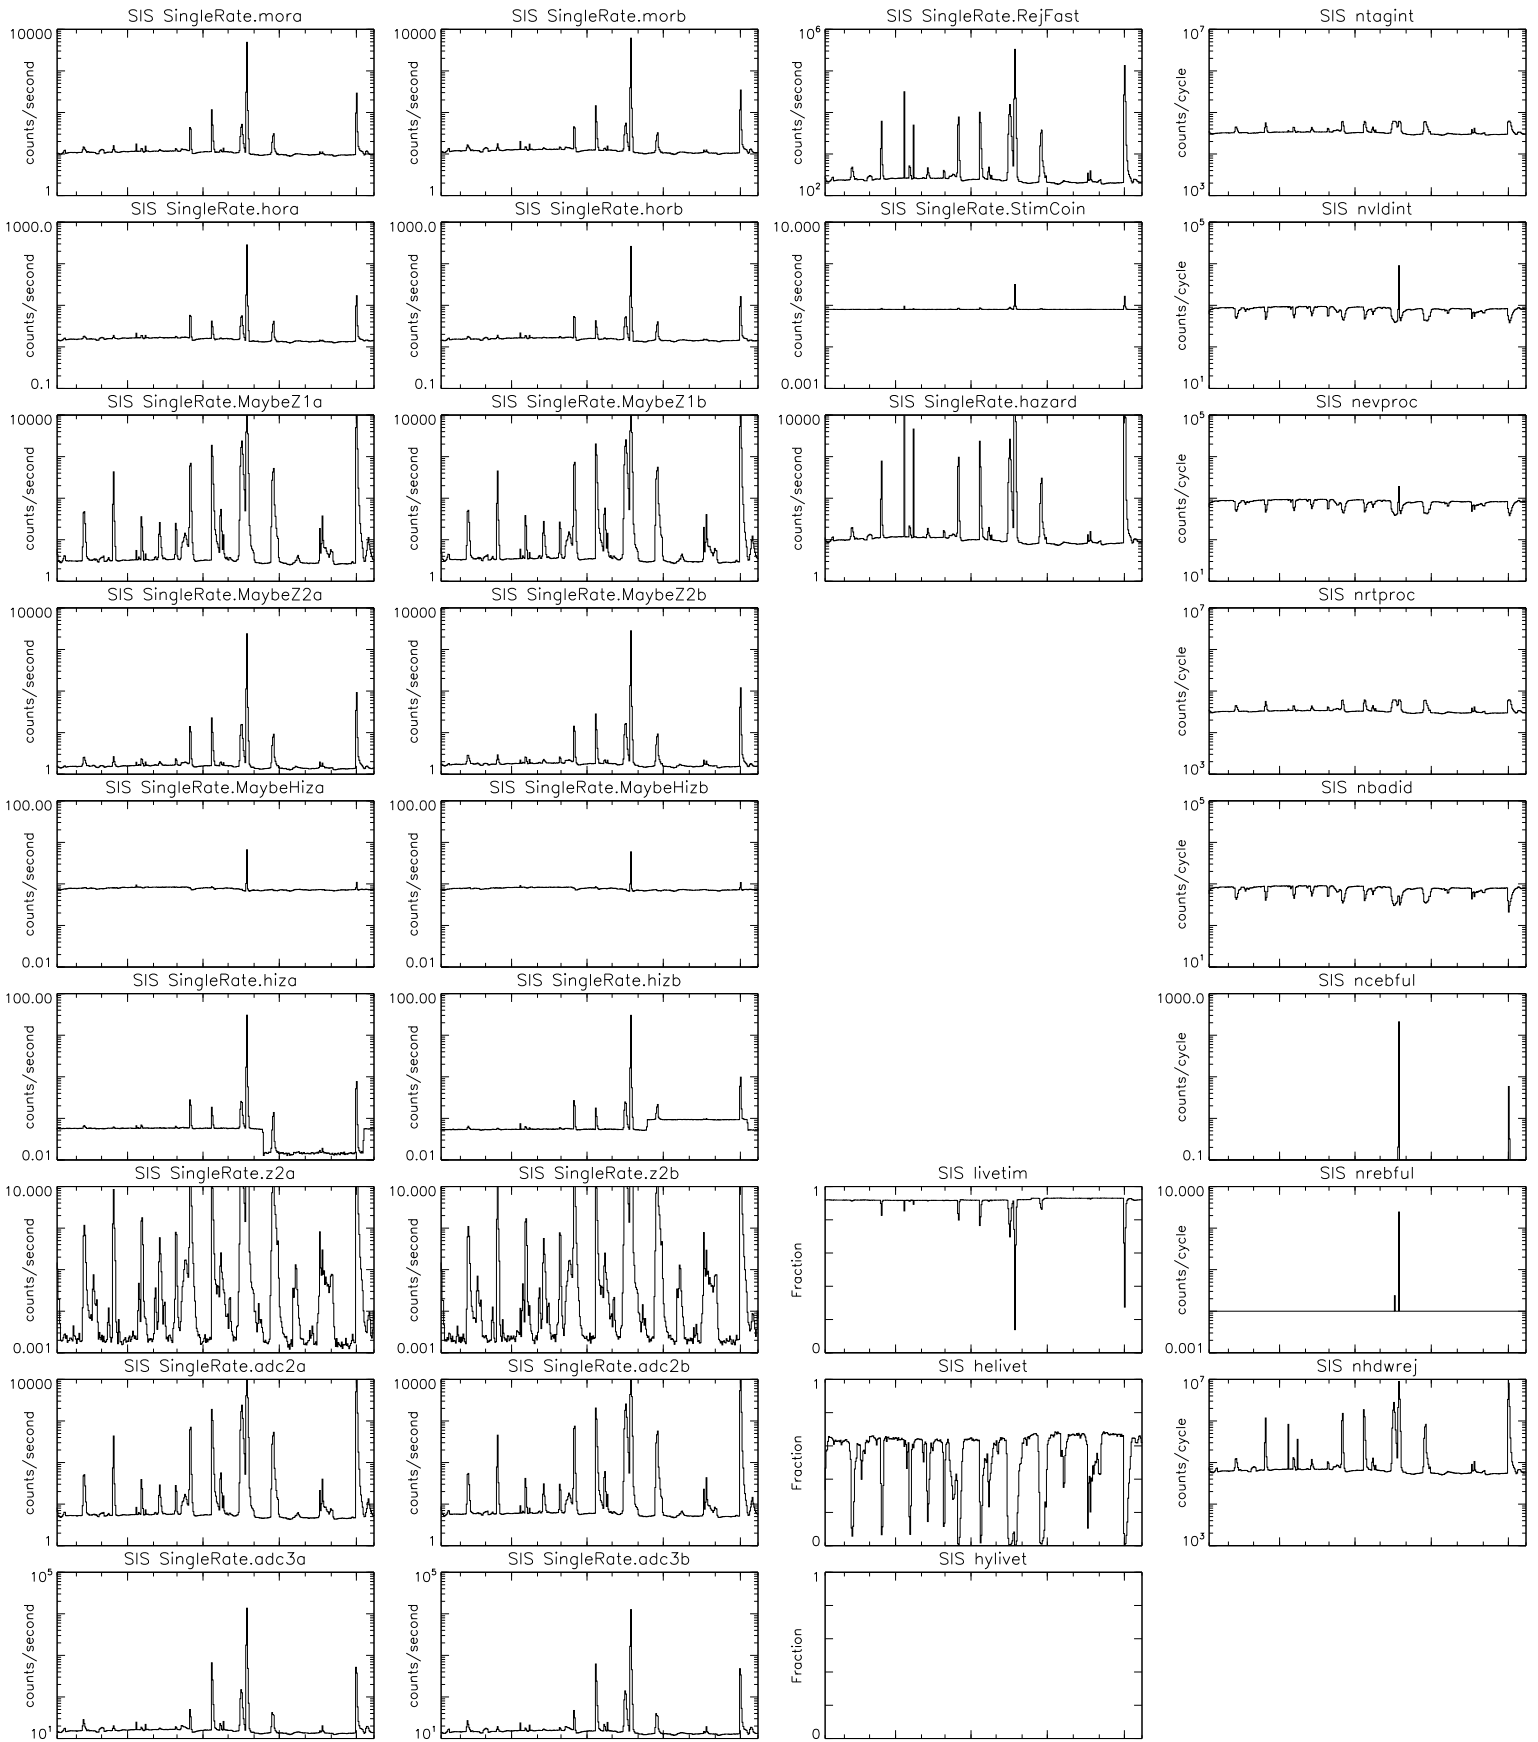 SIS SingleRate.mora
10000
counts/second
1
SIS SingleRate.morb
10000
counts/second
1
SIS SingleRate.RejFast
10^6
counts/second
10^2
SIS ntagint
10^7
counts/cycle
10^3
SIS SingleRate.hora
1000.0
counts/second
0.1
SIS SingleRate.horb
1000.0
counts/second
0.1
SIS SingleRate.StimCoin
10.000
counts/second
0.001
SIS nvldint
10^5
counts/cycle
10^1
SIS SingleRate.MaybeZ1a
10000
counts/second
1
SIS SingleRate.MaybeZ1b
10000
counts/second
1
SIS SingleRate.hazard
10000
counts/second
1
SIS nevproc
10^5
counts/cycle
10^1
SIS SingleRate.MaybeZ2a
10000
counts/second
1
SIS SingleRate.MaybeZ2b
10000
counts/second
1
SIS nrtproc
10^7
counts/cycle
10^3
SIS SingleRate.MaybeHiza
100.00
counts/second
0.01
SIS SingleRate.MaybeHizb
100.00
counts/second
0.01
SIS nbadid
10^5
counts/cycle
10^1
SIS SingleRate.hiza
100.00
counts/second
0.01
SIS SingleRate.hizb
100.00
counts/second
0.01
SIS ncebful
1000.0
counts/cycle
0.1
SIS SingleRate.z2a
10.000
counts/second
0.001
SIS SingleRate.z2b
10.000
counts/second
0.001
SIS livetim
1
Fraction
0
SIS nrebful
10.000
counts/cycle
0.001
SIS SingleRate.adc2a
10000
counts/second
1
SIS SingleRate.adc2b
10000
counts/second
1
SIS helivet
1
Fraction
0
SIS nhdwrej
10^7
counts/cycle
10^3
SIS SingleRate.adc3a
10^5
counts/second
10^1
SIS SingleRate.adc3b
10^5
counts/second
10^1
SIS hylivet
1
Fraction
0